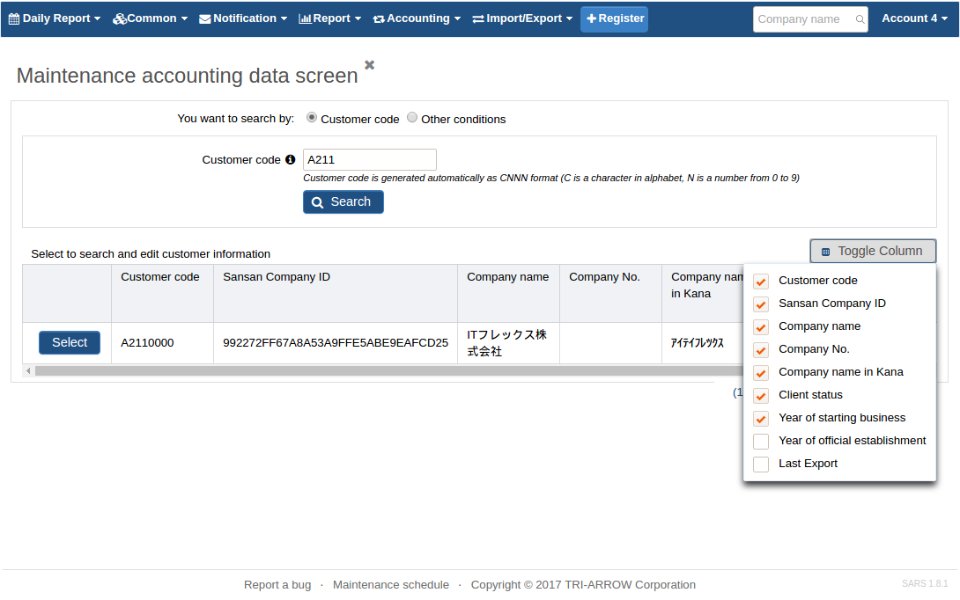 Daily Report Common Notification Report Accounting Import/Export Register Company name Account 4
Maintenance accounting data screen
You want to search by: Customer code Other conditions
Customer code A211
Customer code is generated automatically as CNNN format (C is a character in alphabet, N is a number from 0 to 9)
Search
Select to search and edit customer information
Toggle Column
Customer code Sansan Company ID Company name Company No. Company nam
in Kana
Select A2110000 992272FF67A8A53A9FFE5ABE9EAFCD25 ITフレックス株
式会社 ｱｲﾃｲﾌﾚﾂｸｽ
(1
Customer code
Sansan Company ID
Company name
Company No.
Company name in Kana
Client status
Year of starting business
Year of official establishment
Last Export
Report a bug · Maintenance schedule · Copyright © 2017 TRI-ARROW Corporation
SARS 1.8.1